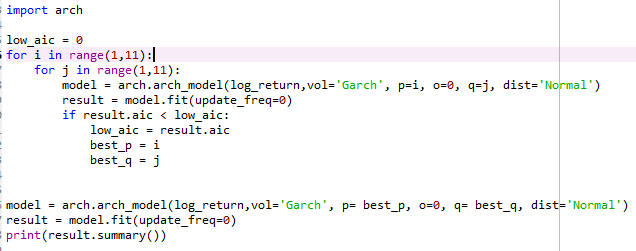 import arch
low_aic = 0
for i in range(1,11):
    for j in range(1,11):
        model = arch.arch_model(log_return,vol='Garch', p=i, o=0, q=j, dist='Normal')
        result = model.fit(update_freq=0)
        if result.aic < low_aic:
            low_aic = result.aic
            best_p = i
            best_q = j
model = arch.arch_model(log_return,vol='Garch', p= best_p, o=0, q= best_q, dist='Normal')
result = model.fit(update_freq=0)
print(result.summary())